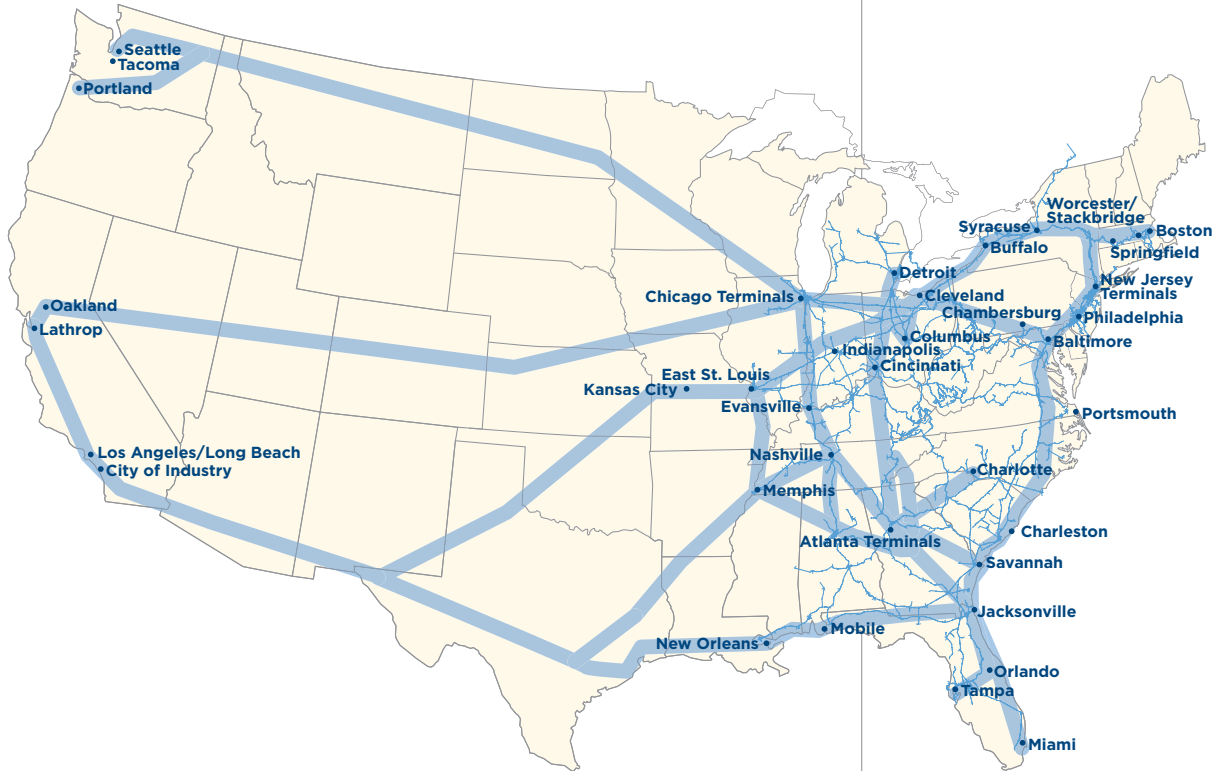 Seattle
Tacoma
Portland
Worcester/
Stackbridge
Syracuse
Boston
Buffalo
Springfield
Detroit
New Jersey
Terminals
Chicago Terminals
Cleveland
Oakland
Chambersburg
Philadelphia
Lathrop
Columbus
Baltimore
Indianapolis
Cincinnati
East St. Louis
Kansas City
Evansville
Portsmouth
Los Angeles/Long Beach
Nashville
City of Industry
Charlotte
Memphis
Charleston
Atlanta Terminals
Savannah
Jacksonville
Mobile
New Orleans
Orlando
Tampa
Miami